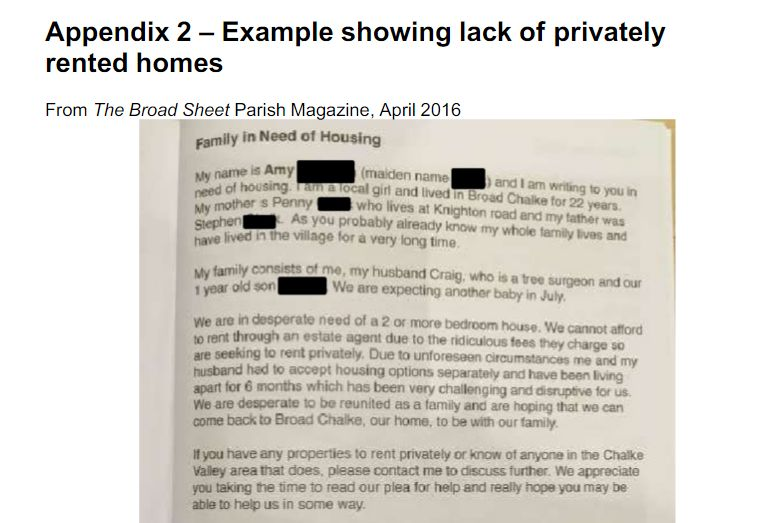 Appendix 2 – Example showing lack of privately
rented homes
From The Broad Sheet Parish Magazine, April 2016
Family in Need of Housing
My name is Amy (maiden name ) and I am writing to you in
need of housing. I am a local girl and lived in Broad Chalke for 22 years.
My mother s Penny who lives at Knighton road and my father was
Stephen . As you probably already know my whole family lives and
have lived in the village for a very long time.
My family consists of me, my husband Craig, who is a tree surgeon and our
1 year old son We are expecting another baby in July.
We are in desperate need of a 2 or more bedroom house. We cannot afford
to rent through an estate agent due to the ridiculous fees they charge so
are seeking to rent privately. Due to unforeseen circumstances me and my
husband had to accept housing options separately and have been living
apart for 6 months which has been very challenging and disruptive for us.
We are desperate to be reunited as a family and are hoping that we can
come back to Broad Chalke, our home, to be with our family.
If you have any properties to rent privately or know of anyone in the Chalke
Valley area that does, please contact me to discuss further. We appreciate
you taking the time to read our plea for help and really hope you may be
able to help us in some way.